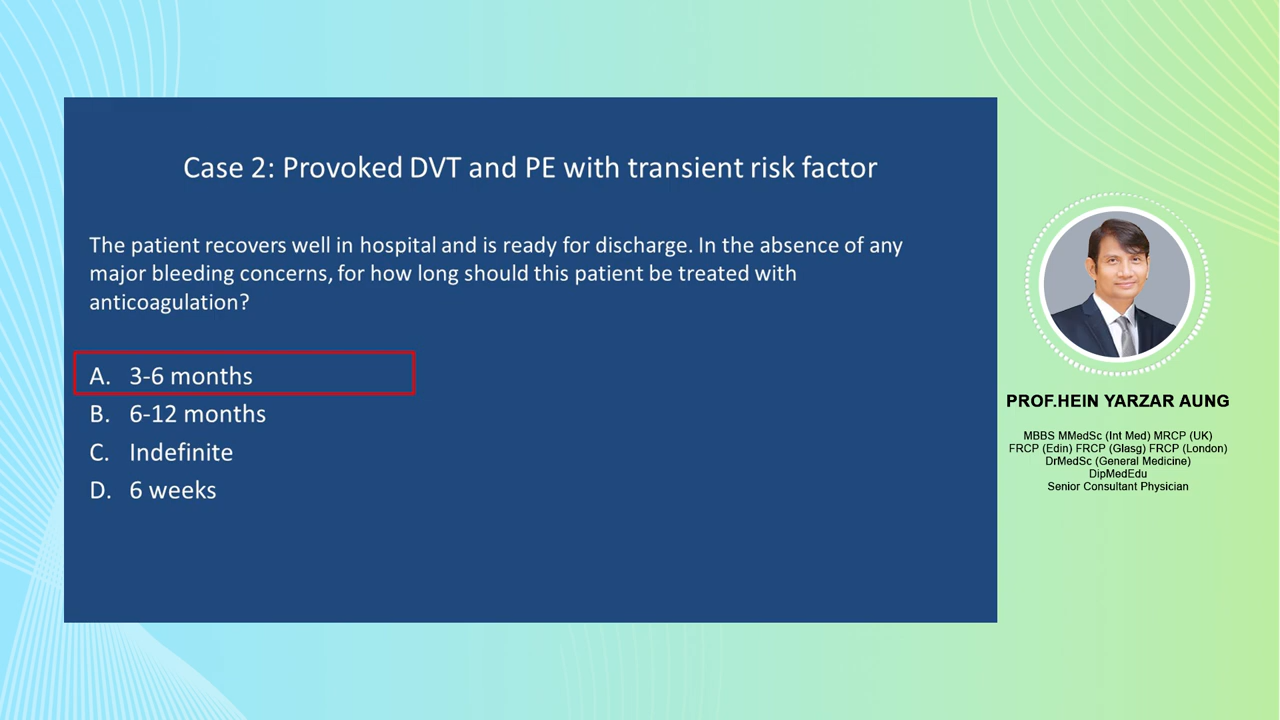 Case 2: Provoked DVT and PE with transient risk factor
The patient recovers well in hospital and is ready for discharge. In the absence of any
major bleeding concerns, for how long should this patient be treated with
anticoagulation?
A. 3-6 months
B. 6-12 months
C. Indefinite
D. 6 weeks
PROF.HEIN YARZAR AUNG
MBBS MMedSc (Int Med) MRCP (UK)
FRCP (Edin) FRCP (Glasg) FRCP (London)
DrMedSc (General Medicine)
DipMedEdu
Senior Consultant Physician